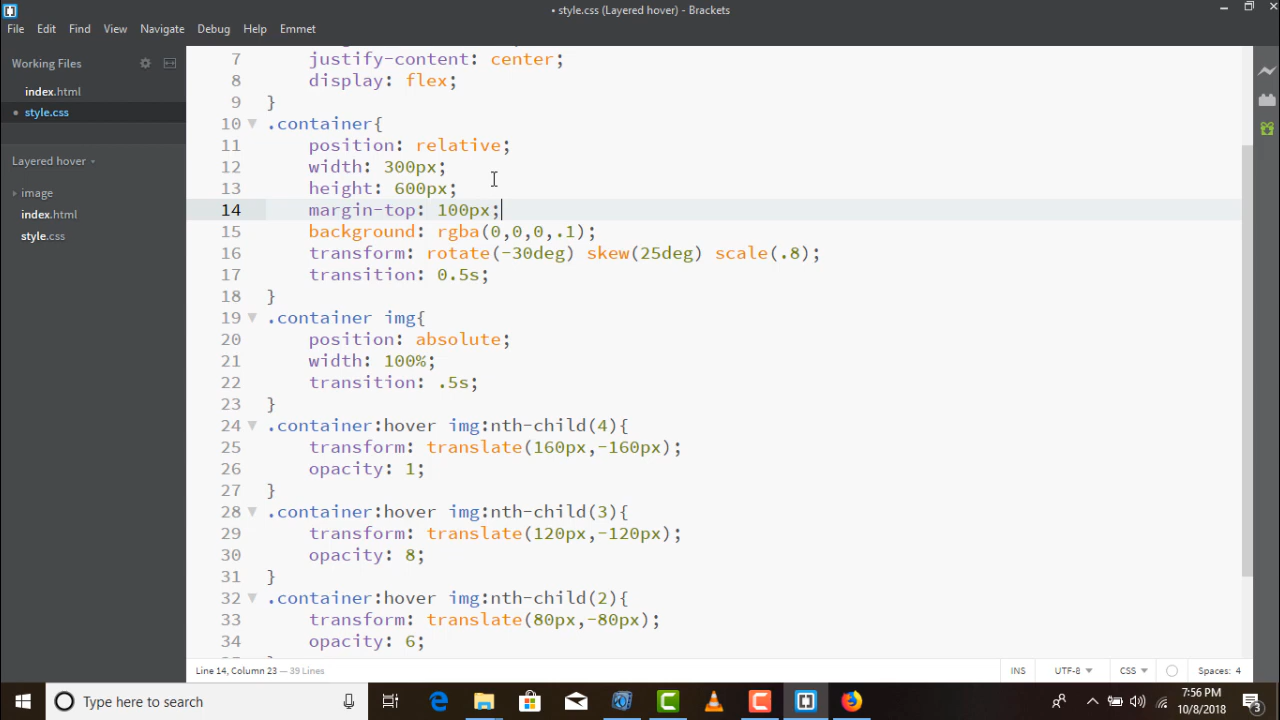 • style.css (Layered hover) - Brackets
File Edit Find View Navigate Debug Help Emmet
Working Files
index.html
• style.css
Layered hover
image
index.html
style.css
7 justify-content: center;
8 display: flex;
9 }
10 .container{
11 position: relative;
12 width: 300px;
13 height: 600px;
14 margin-top: 100px;
15 background: rgba(0,0,0,.1);
16 transform: rotate(-30deg) skew(25deg) scale(.8);
17 transition: 0.5s;
18 }
19 .container img{
20 position: absolute;
21 width: 100%;
22 transition: .5s;
23 }
24 .container:hover img:nth-child(4){
25 transform: translate(160px,-160px);
26 opacity: 1;
27 }
28 .container:hover img:nth-child(3){
29 transform: translate(120px,-120px);
30 opacity: 8;
31 }
32 .container:hover img:nth-child(2){
33 transform: translate(80px,-80px);
34 opacity: 6;
Line 14, Column 23 — 39 Lines
INS UTF-8 CSS Spaces: 4
Type here to search
7:56 PM
10/8/2018
3